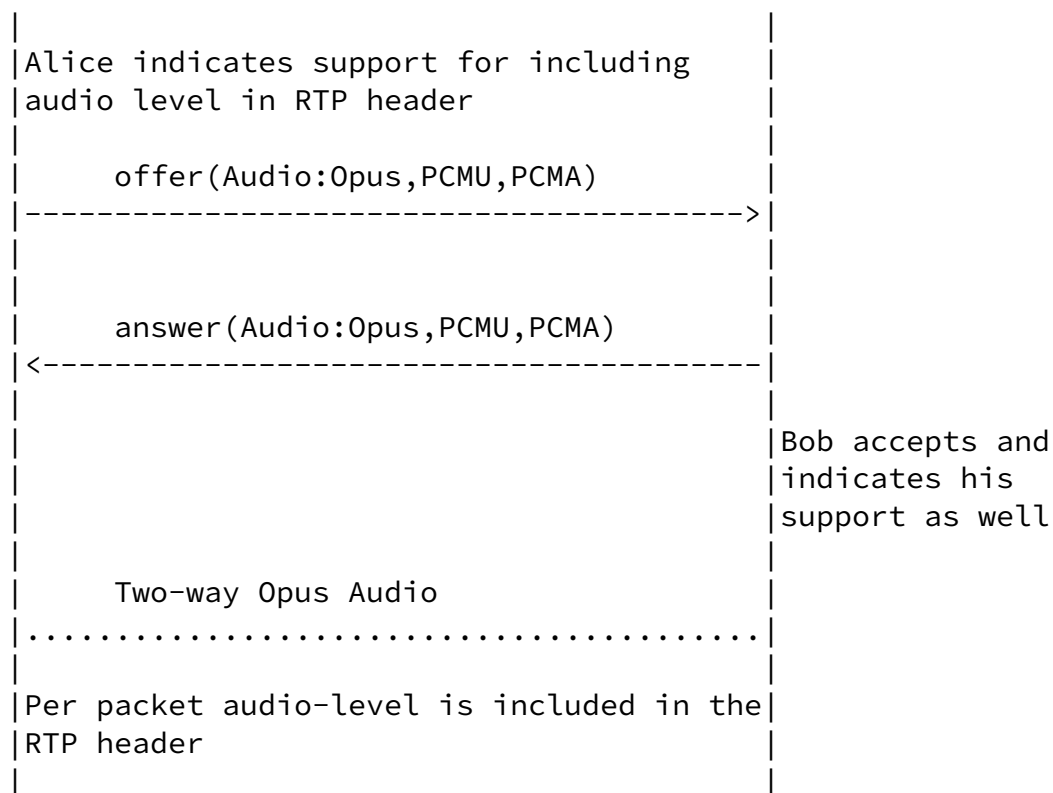 Alice indicates support for including
audio level in RTP header
offer(Audio:Opus,PCMU,PCMA)
answer(Audio:Opus,PCMU,PCMA)
Bob accepts and
indicates his
support as well
Two-way Opus Audio
Per packet audio-level is included in the
RTP header